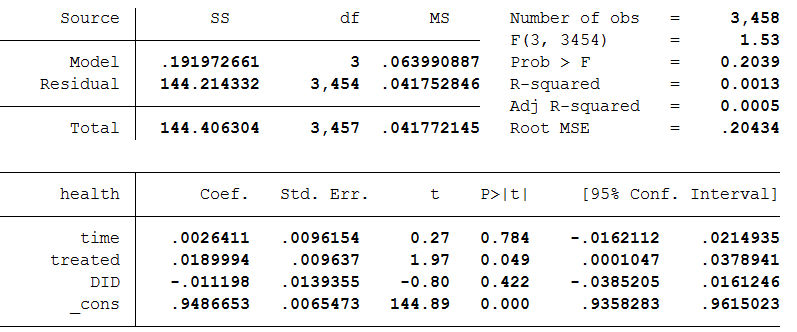 Source SS df MS Number of obs = 3,458
F(3, 3454) = 1.53
Model .191972661 3 .063990887 Prob > F = 0.2039
Residual 144.214332 3,454 .041752846 R-squared = 0.0013
Adj R-squared = 0.0005
Total 144.406304 3,457 .041772145 Root MSE = .20434
health Coef. Std. Err. t P>|t| [95% Conf. Interval]
time .0026411 .0096154 0.27 0.784 -.0162112 .0214935
treated .0189994 .009637 1.97 0.049 .0001047 .0378941
DID -.011198 .0139355 -0.80 0.422 -.0385205 .0161246
_cons .9486653 .0065473 144.89 0.000 .9358283 .9615023